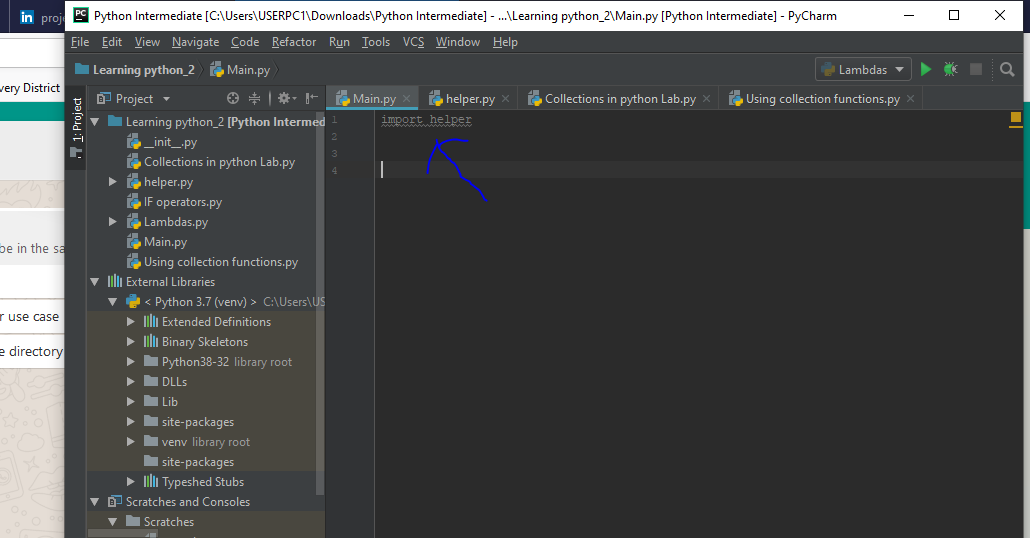 in proje
PC Python Intermediate [C:\Users\USERPC1\Downloads\Python Intermediate] - ...\Learning python_2\Main.py [Python Intermediate] - PyCharm
File Edit View Navigate Code Refactor Run Tools VCS Window Help
Learning python_2 Main.py Lambdas
very District
1: Project
Project
Main.py helper.py Collections in python Lab.py Using collection functions.py
Learning python_2 [Python Intermed
__init__.py
Collections in python Lab.py
helper.py
IF operators.py
Lambdas.py
Main.py
Using collection functions.py
External Libraries
< Python 3.7 (venv) > C:\Users\US
Extended Definitions
Binary Skeletons
Python38-32 library root
DLLs
Lib
site-packages
venv library root
site-packages
Typeshed Stubs
Scratches and Consoles
Scratches
1 import helper
2
3
4
be in the sa
r use case
e directory